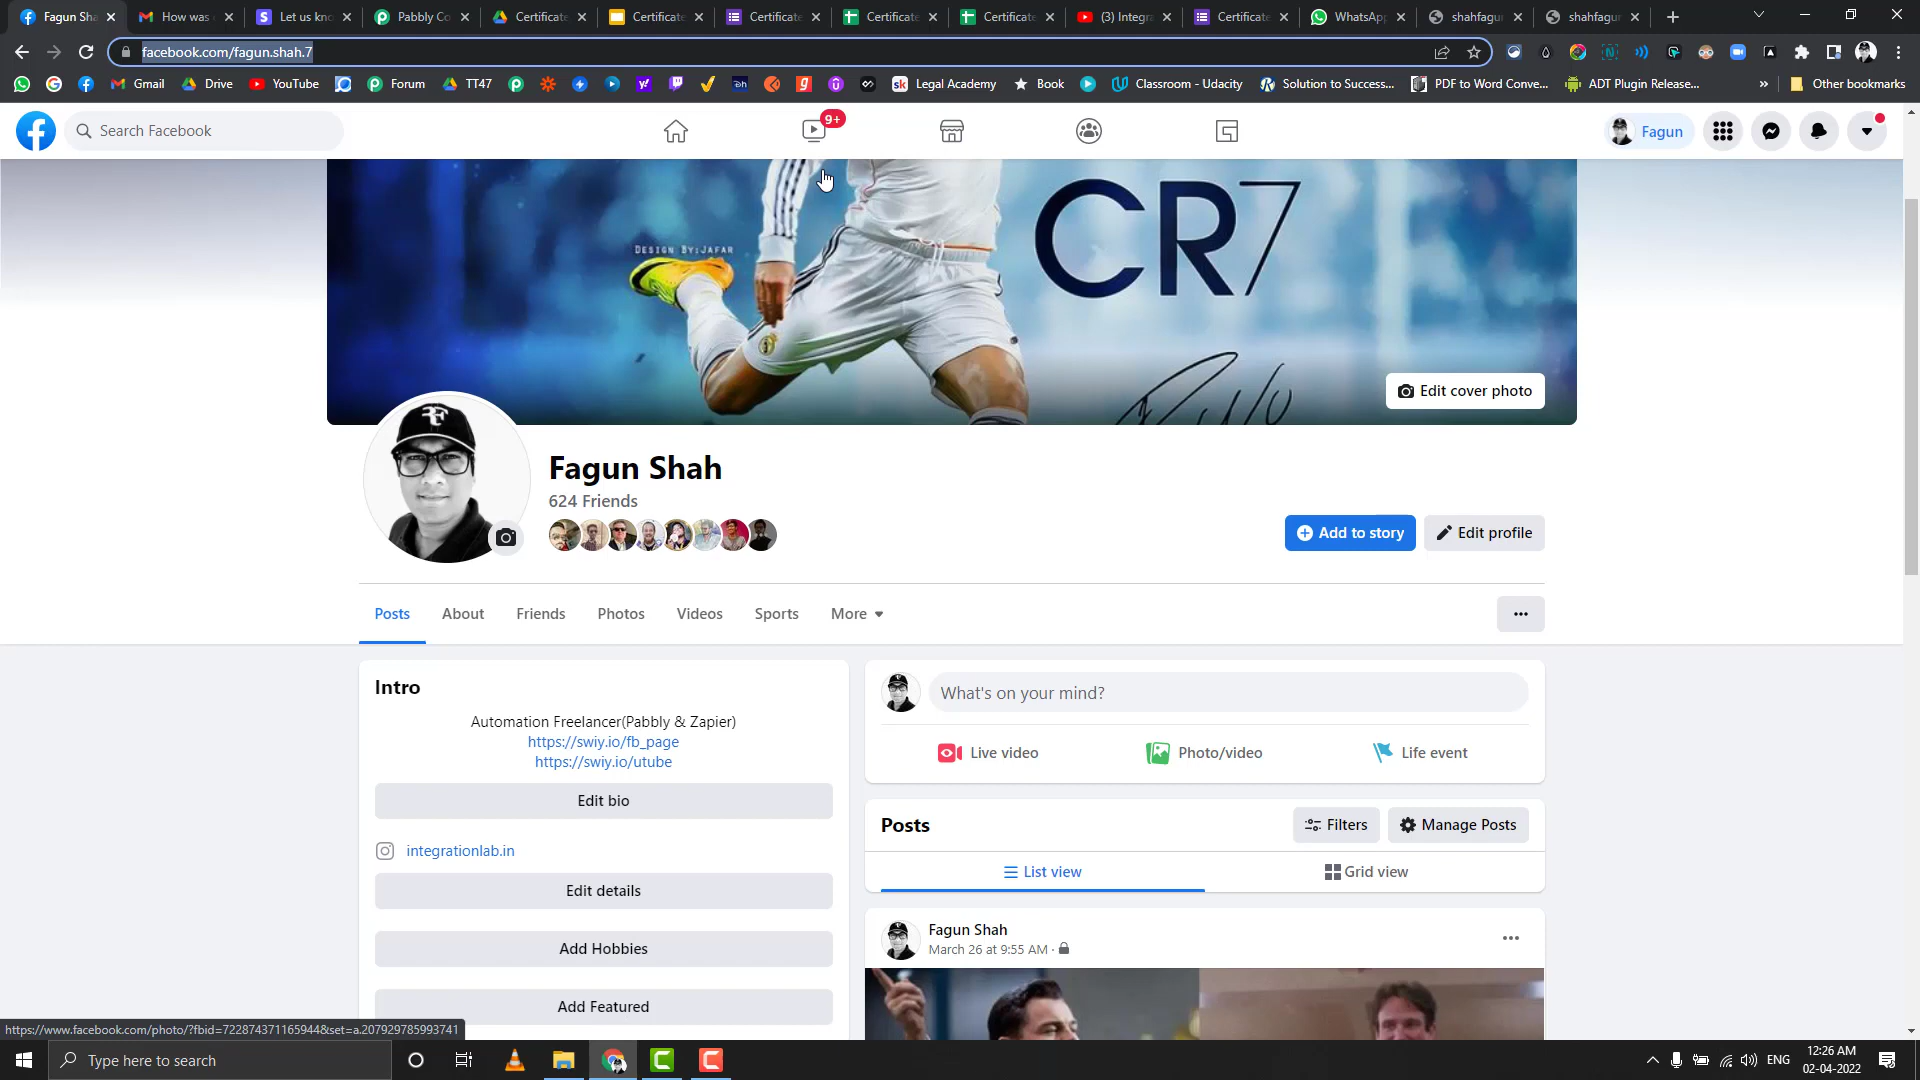 Fagun Sha
How was
Let us kno
Pabbly Co
Certificate
Certificate
Certificate
Certificate
Certificate
(3) Integra
Certificate
WhatsApp
shahfagun
shahfagun
facebook.com/fagun.shah.7
Gmail
Drive
YouTube
Forum
TT47
Legal Academy
Book
Classroom - Udacity
Solution to Success...
PDF to Word Conve...
ADT Plugin Release...
»
Other bookmarks
Search Facebook
9+
Fagun
DESIGN BY:JAFAR
CR7
Edit cover photo
Fagun Shah
624 Friends
Add to story
Edit profile
Posts
About
Friends
Photos
Videos
Sports
More
Intro
Automation Freelancer(Pabbly & Zapier)
https://swiy.io/fb_page
https://swiy.io/utube
Edit bio
integrationlab.in
Edit details
Add Hobbies
Add Featured
What's on your mind?
Live video
Photo/video
Life event
Posts
Filters
Manage Posts
List view
Grid view
Fagun Shah
March 26 at 9:55 AM ·
https://www.facebook.com/photo/?fbid=722874371165944&set=a.207929785993741
Type here to search
ENG
12:26 AM
02-04-2022